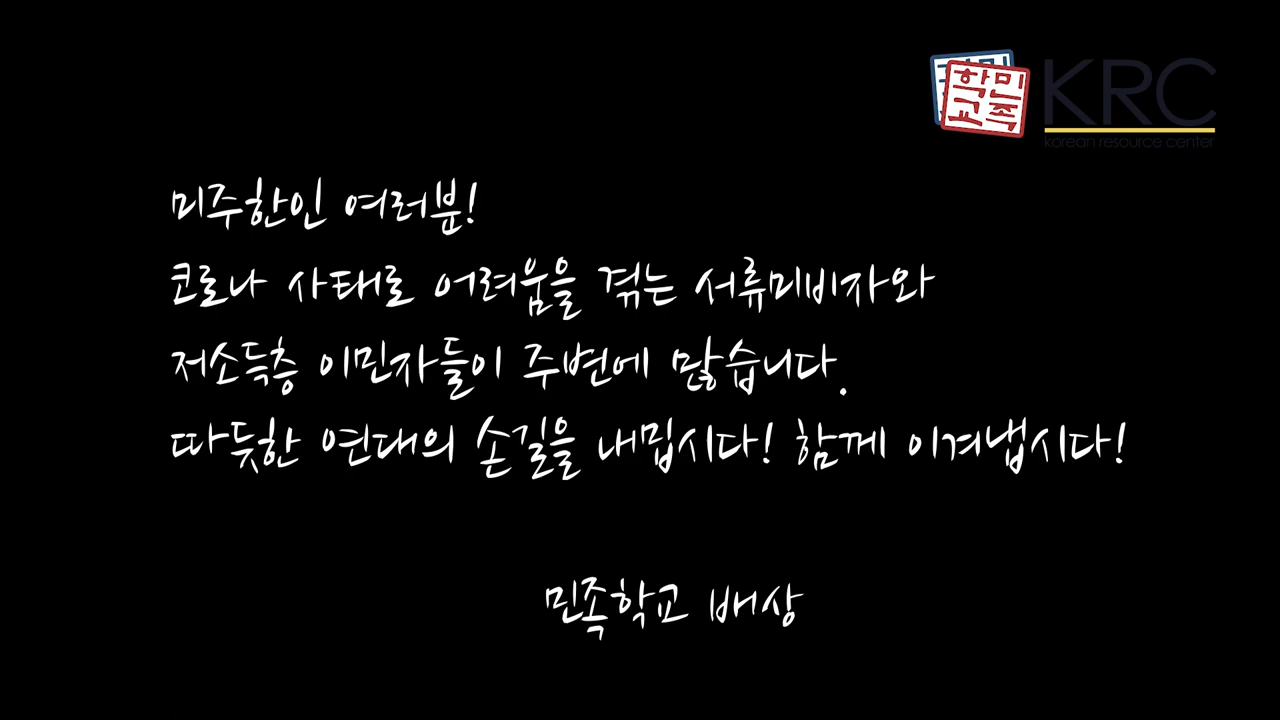 학민
교족
KRC
korean resource center
미주한인 여러분!
코로나 사태로 어려움을 겪는 서류미비자와
저소득층 이민자들이 주변에 많습니다.
따듯한 연대의 손길을 내밉시다! 함께 이겨냅시다!
민족학교 배상